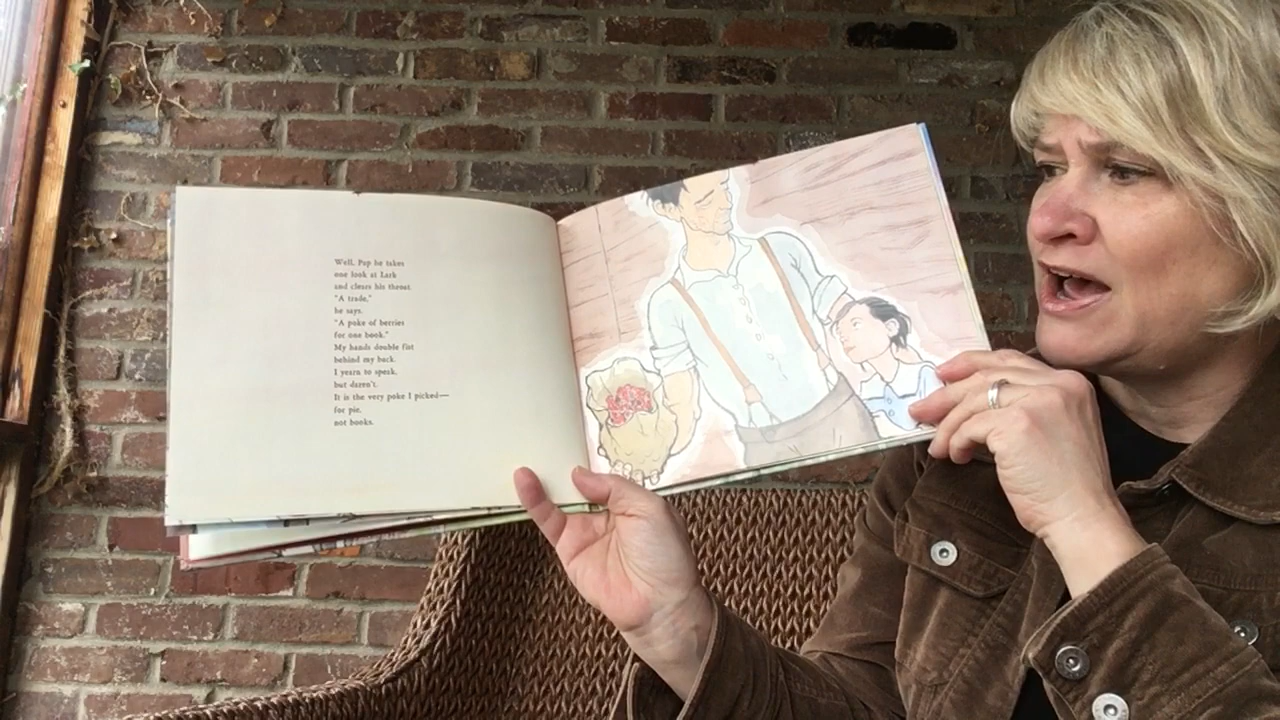 Well, Pap he takes
one look at Lark
and clears his throat.
"A trade,"
he says.
"A poke of berries
for one book."
My hands double fist
behind my back.
I yearn to speak,
but daren't.
It is the very poke I picked—
for pie,
not books.